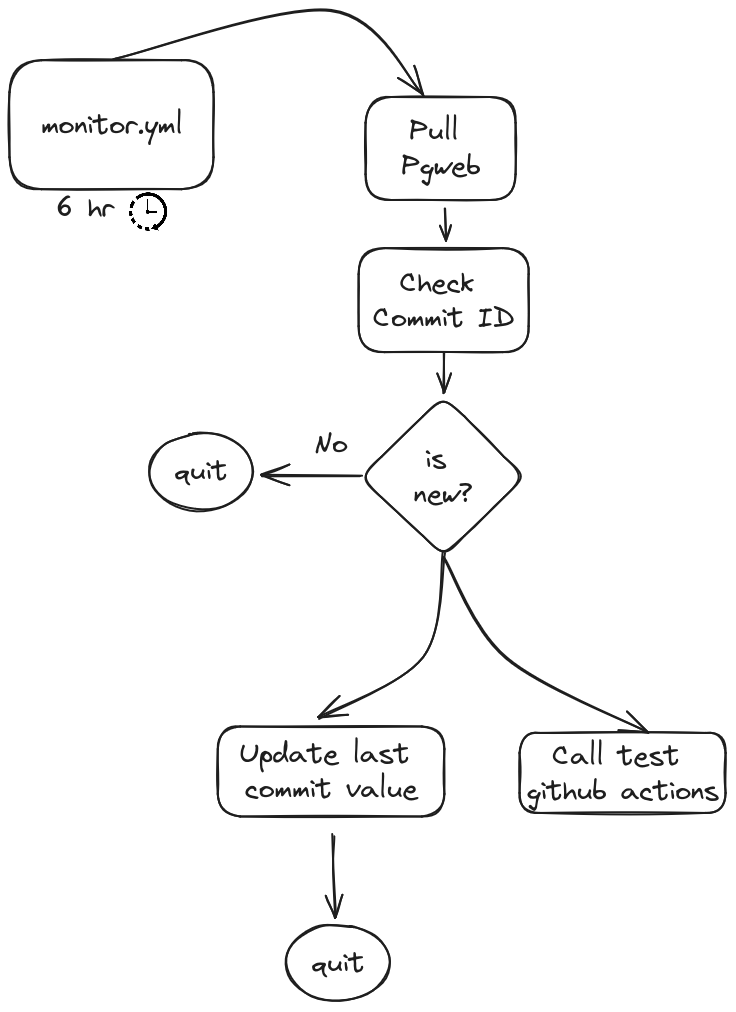 monitor.yml
6 hr
Pull
Pgweb
Check
Commit ID
is
new?
No
quit
Update last
commit value
Call test
github actions
quit